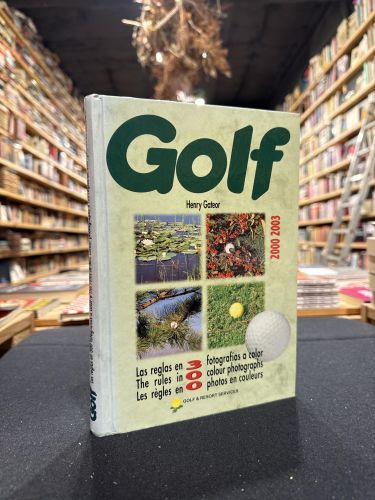 Golf
Henry Gateor
2000 2003
Las reglas en 300 fotografías a color
The rules in 300 colour photographs
Les règles en 300 photos en couleurs
GOLF & RESORT SERVICES
Golf